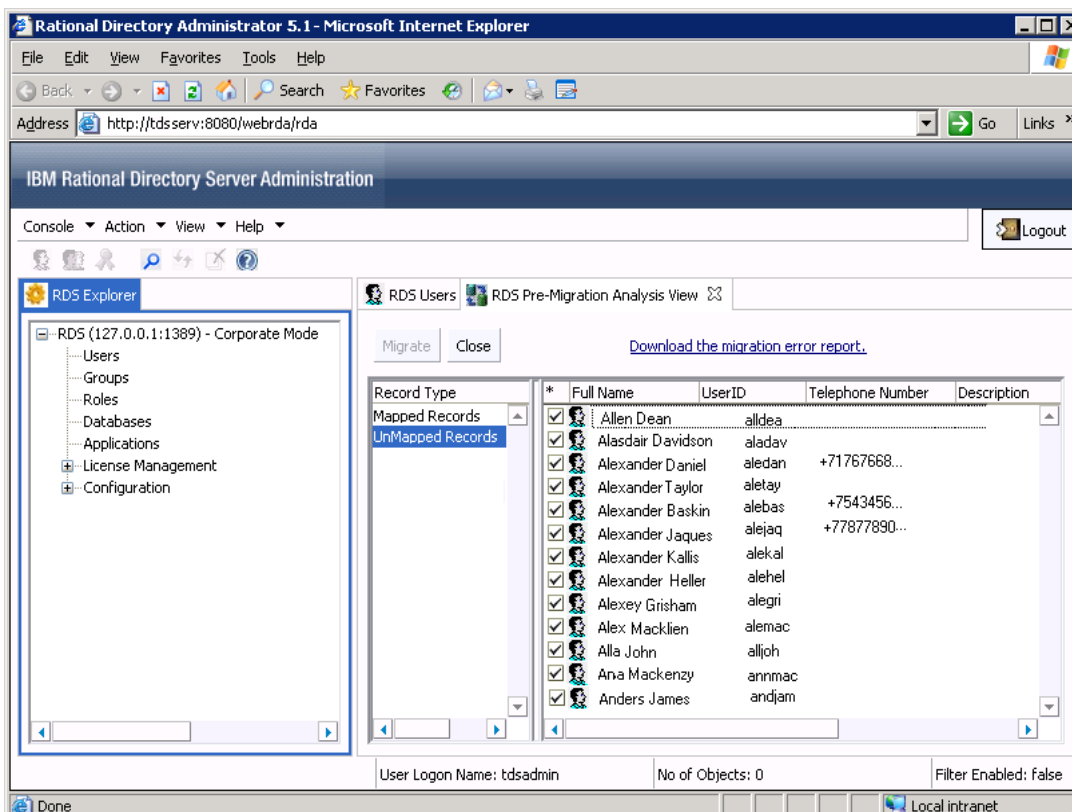 Rational Directory Administrator 5.1 - Microsoft Internet Explorer
File Edit View Favorites Tools Help
Back Search Favorites
Address http://tdsserv:8080/webrda/rda Go Links »
IBM Rational Directory Server Administration
Console Action View Help Logout
RDS Explorer
RDS (127.0.0.1:1389) - Corporate Mode
Users
Groups
Roles
Databases
Applications
License Management
Configuration
RDS Users RDS Pre-Migration Analysis View
Migrate Close Download the migration error report.
Record Type
Mapped Records
UnMapped Records
* Full Name UserID Telephone Number Description
Allen Dean alldea
Alasdair Davidson aladav
Alexander Daniel aledan +71767668...
Alexander Taylor aletay
Alexander Baskin alebas +7543456...
Alexander Jaques alejaq +77877890...
Alexander Kallis alekal
Alexander Heller alehel
Alexey Grisham alegri
Alex Macklien alemac
Alla John alljoh
Ana Mackenzy annmac
Anders James andjam
User Logon Name: tdsadmin No of Objects: 0 Filter Enabled: false
Done Local intranet